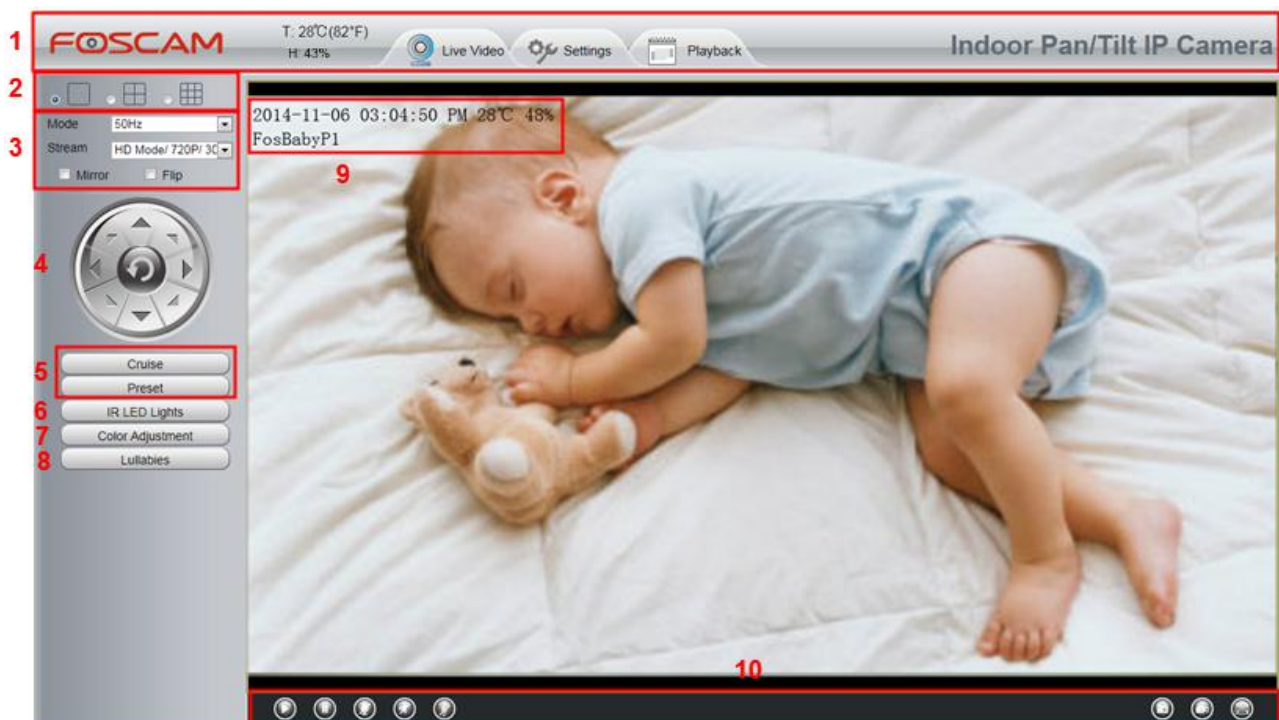 1
FOSCAM
T: 28℃(82°F)
H: 43%
Live Video
Settings
Playback
Indoor Pan/Tilt IP Camera
2
3
Mode 50Hz
Stream HD Mode/ 720P/ 30
Mirror Flip
2014-11-06 03:04:50 PM 28℃ 48%
FosBabyP1
9
4
5
Cruise
Preset
6 IR LED Lights
7 Color Adjustment
8 Lullabies
10